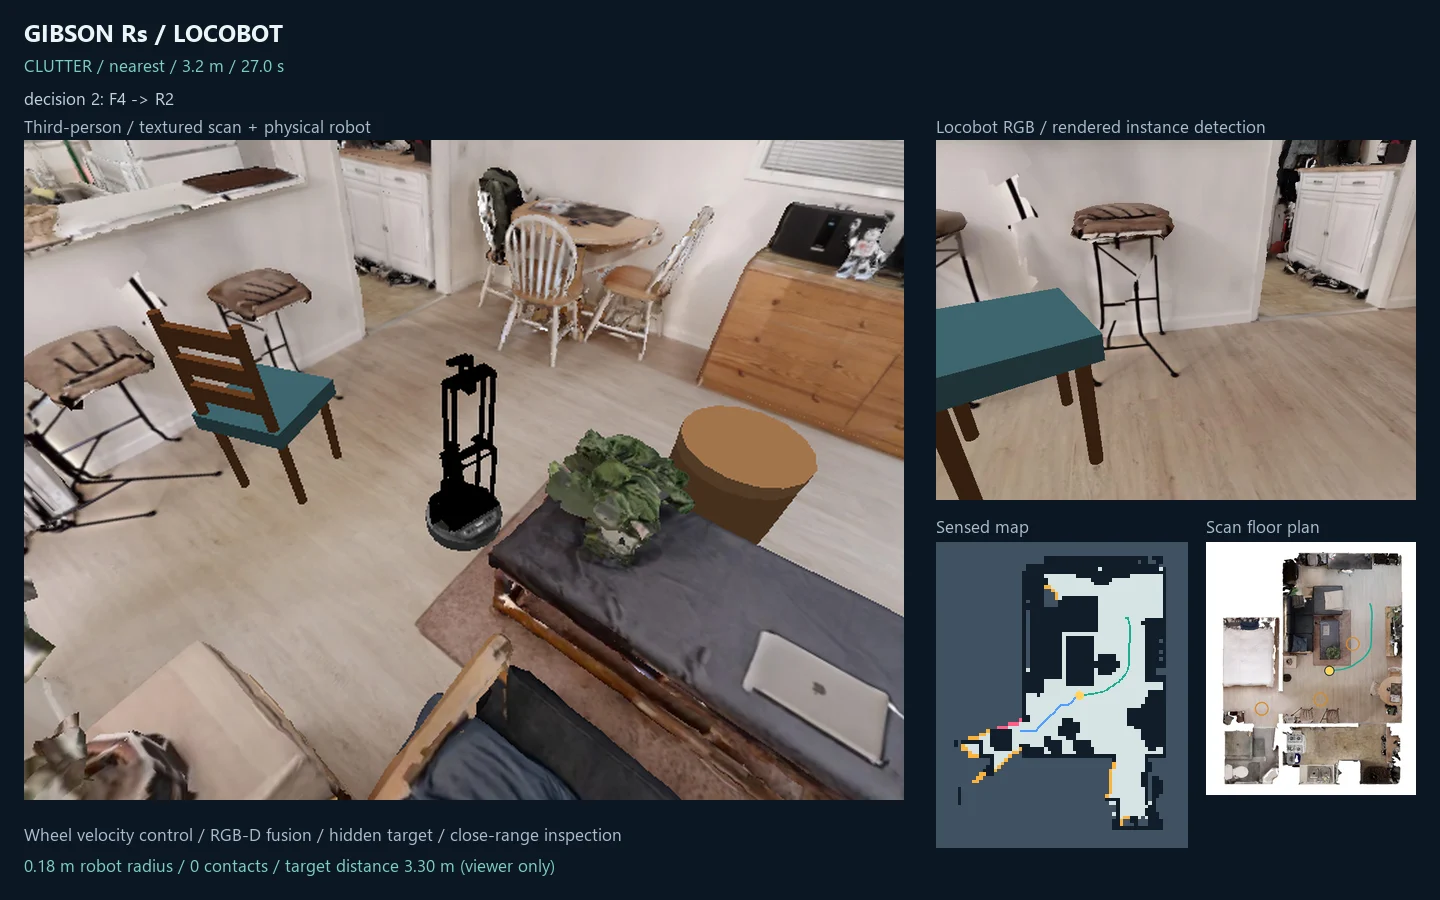 GIBSON Rs / LOCOBOT
CLUTTER / nearest / 3.2 m / 27.0 s
decision 2: F4 -> R2
Third-person / textured scan + physical robot
Locobot RGB / rendered instance detection
Sensed map
Scan floor plan
Wheel velocity control / RGB-D fusion / hidden target / close-range inspection
0.18 m robot radius / 0 contacts / target distance 3.30 m (viewer only)